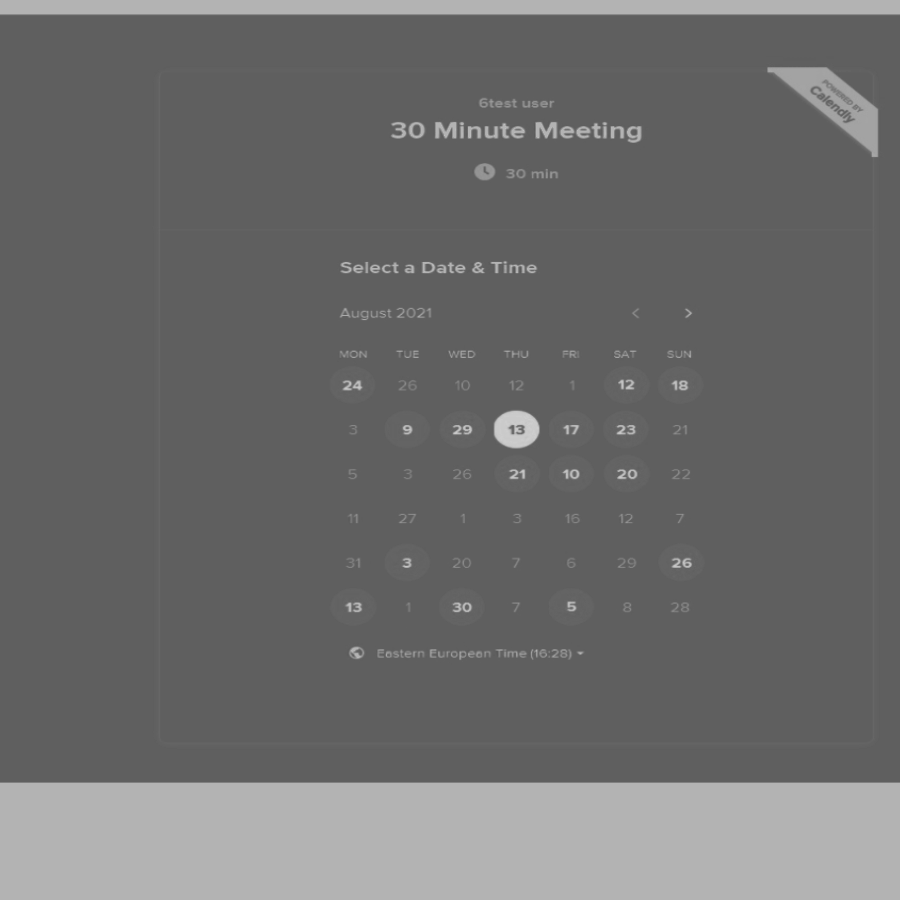 POWERED BY
Calendly
6test user
30 Minute Meeting
30 min
Select a Date & Time
August 2021
MON TUE WED THU FRI SAT SUN
24 26 10 12 1 12 18
3 9 29 13 17 23 21
5 3 26 21 10 20 22
11 27 1 3 16 12 7
31 3 20 7 6 29 26
13 1 30 7 5 8 28
Eastern European Time (16:28)